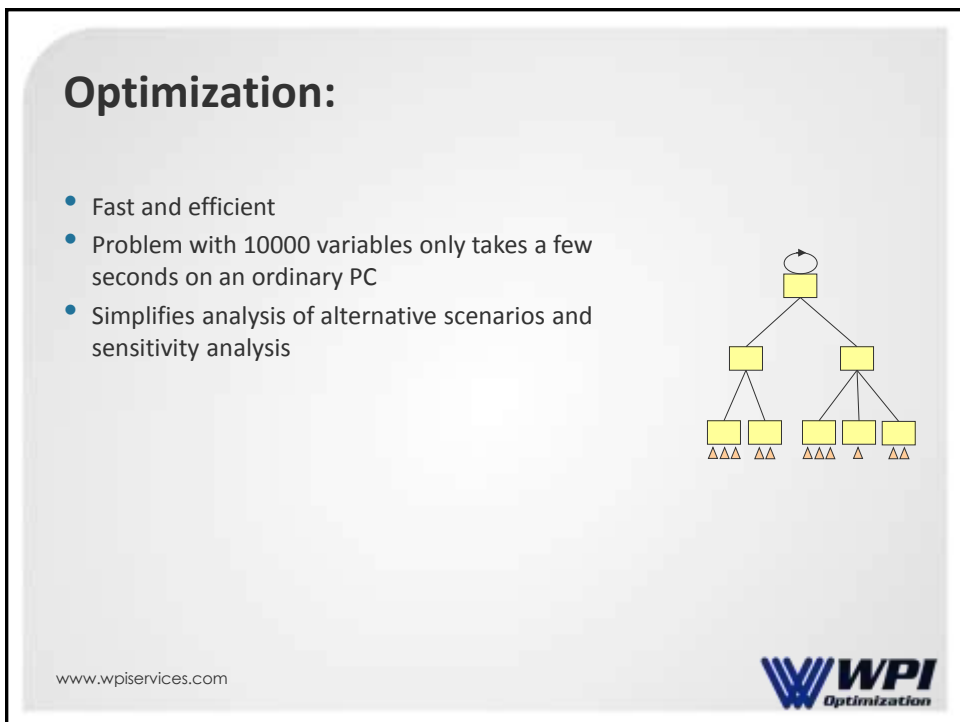 Optimization:
• Fast and efficient
• Problem with 10000 variables only takes a few
seconds on an ordinary PC
• Simplifies analysis of alternative scenarios and
sensitivity analysis
www.wpiservices.com
WPI
Optimization